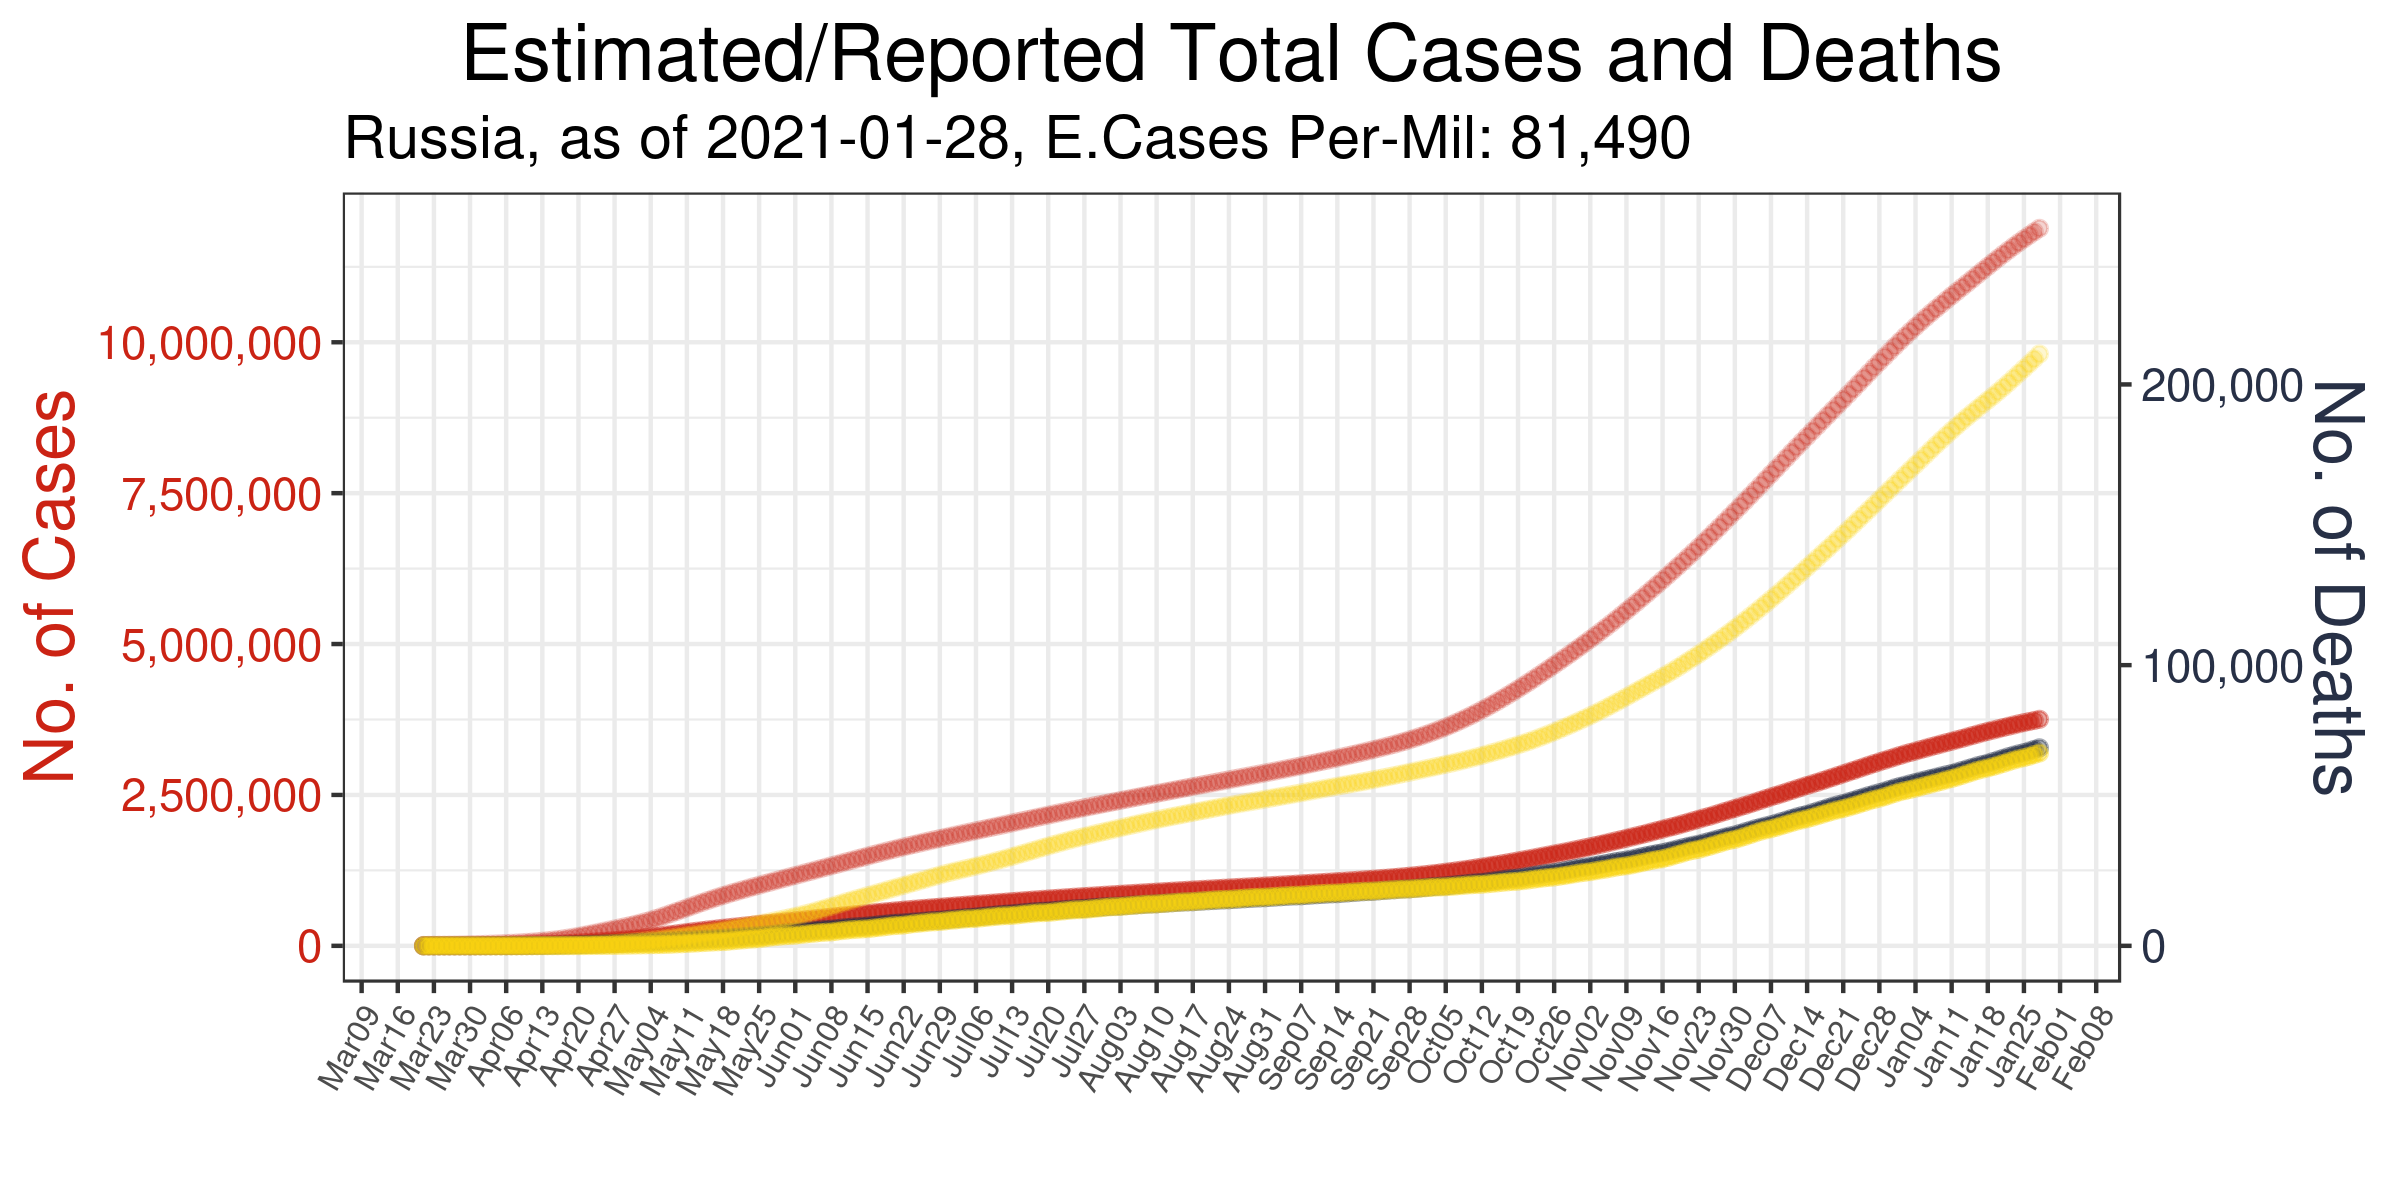 Estimated/Reported Total Cases and Deaths
Russia, as of 2021-01-28, E.Cases Per-Mil: 81,490
No. of Cases
10,000,000
7,500,000
5,000,000
2,500,000
0
200,000
100,000
0
No. of Deaths
Mar09 Mar16 Mar23 Mar30 Apr06 Apr13 Apr20 Apr27 May04 May11 May18 May25 Jun01 Jun08 Jun15 Jun22 Jun29 Jul06 Jul13 Jul20 Jul27 Aug03 Aug10 Aug17 Aug24 Aug31 Sep07 Sep14 Sep21 Sep28 Oct05 Oct12 Oct19 Oct26 Nov02 Nov09 Nov16 Nov23 Nov30 Dec07 Dec14 Dec21 Dec28 Jan04 Jan11 Jan18 Jan25 Feb01 Feb08